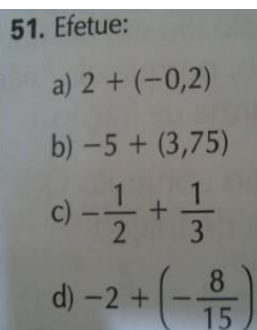 51. Efetue:
a) 2 + (−0,2)
b) −5 + (3,75)
c) −1/2 + 1/3
d) −2 + (−8/15)